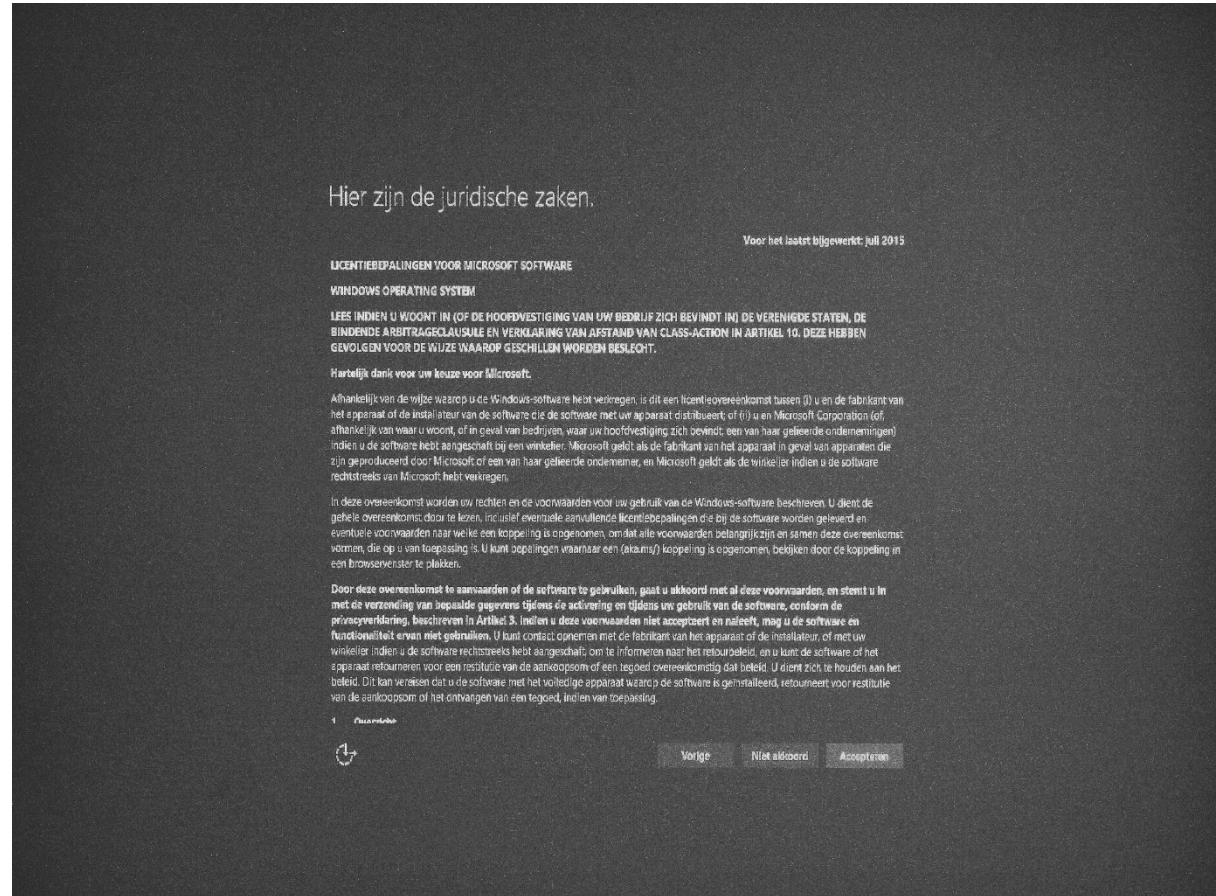 Hier zijn de juridische zaken.
Voor het laatst bijgewerkt: juli 2015
LICENTIEBEPALINGEN VOOR MICROSOFT SOFTWARE
WINDOWS OPERATING SYSTEM
LEES INDIEN U WOONT IN (OF DE HOOFDVESTIGING VAN UW BEDRIJF ZICH BEVINDT IN) DE VERENIGDE STATEN, DE
BINDENDE ARBITRAGECLAUSULE EN VERKLARING VAN AFSTAND VAN CLASS-ACTION IN ARTIKEL 10. DEZE HEBBEN
GEVOLGEN VOOR DE WIJZE WAAROP GESCHILLEN WORDEN BESLECHT.
Hartelijk dank voor uw keuze voor Microsoft.
Afhankelijk van de wijze waarop u de Windows-software hebt verkregen, is dit een licentieovereenkomst tussen (i) u en de fabrikant van
het apparaat of de installateur van de software die de software met uw apparaat distribueert; of (ii) u en Microsoft Corporation (of,
afhankelijk van waar u woont, of in geval van bedrijven, waar uw hoofdvestiging zich bevindt, een van haar gelieerde ondernemingen)
indien u de software hebt aangeschaft bij een winkelier. Microsoft geldt als de fabrikant van het apparaat in geval van apparaten die
zijn geproduceerd door Microsoft of een van haar gelieerde ondernemer, en Microsoft geldt als de winkelier indien u de software
rechtstreeks van Microsoft hebt verkregen.
In deze overeenkomst worden uw rechten en de voorwaarden voor uw gebruik van de Windows-software beschreven. U dient de
gehele overeenkomst door te lezen, inclusief eventuele aanvullende licentiebepalingen die bij de software worden geleverd en
eventuele voorwaarden naar welke een koppeling is opgenomen, omdat alle voorwaarden belangrijk zijn en samen deze overeenkomst
vormen, die op u van toepassing is. U kunt bepalingen waarnaar een (aka.ms/) koppeling is opgenomen, bekijken door de koppeling in
een browservenster te plakken.
Door deze overeenkomst te aanvaarden of de software te gebruiken, gaat u akkoord met al deze voorwaarden, en stemt u in
met de verzending van bepaalde gegevens tijdens de activering en tijdens uw gebruik van de software, conform de
privacyverklaring, beschreven in Artikel 3. Indien u deze voorwaarden niet accepteert en naleeft, mag u de software en
functionaliteit ervan niet gebruiken. U kunt contact opnemen met de fabrikant van het apparaat of de installateur, of met uw
winkelier indien u de software rechtstreeks hebt aangeschaft, om te informeren naar het retourbeleid, en u kunt de software of het
apparaat retourneren voor een restitutie van de aankoopsom of een tegoed overeenkomstig dat beleid. U dient zich te houden aan het
beleid. Dit kan vereisen dat u de software met het volledige apparaat waarop de software is geïnstalleerd, retourneert voor restitutie
van de aankoopsom of het ontvangen van een tegoed, indien van toepassing.
1. Overzicht
Vorige
Niet akkoord
Accepteren